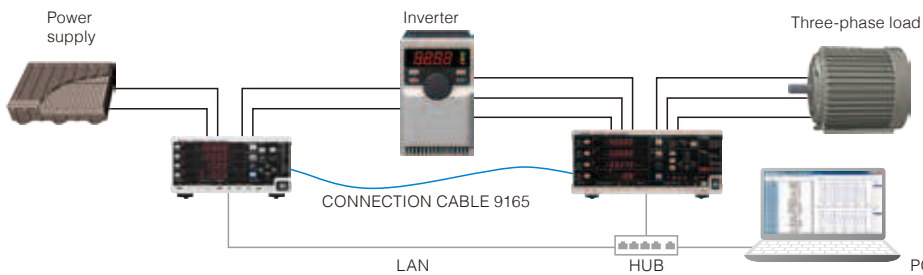 Power
supply
Inverter
Three-phase load
CONNECTION CABLE 9165
LAN
HUB